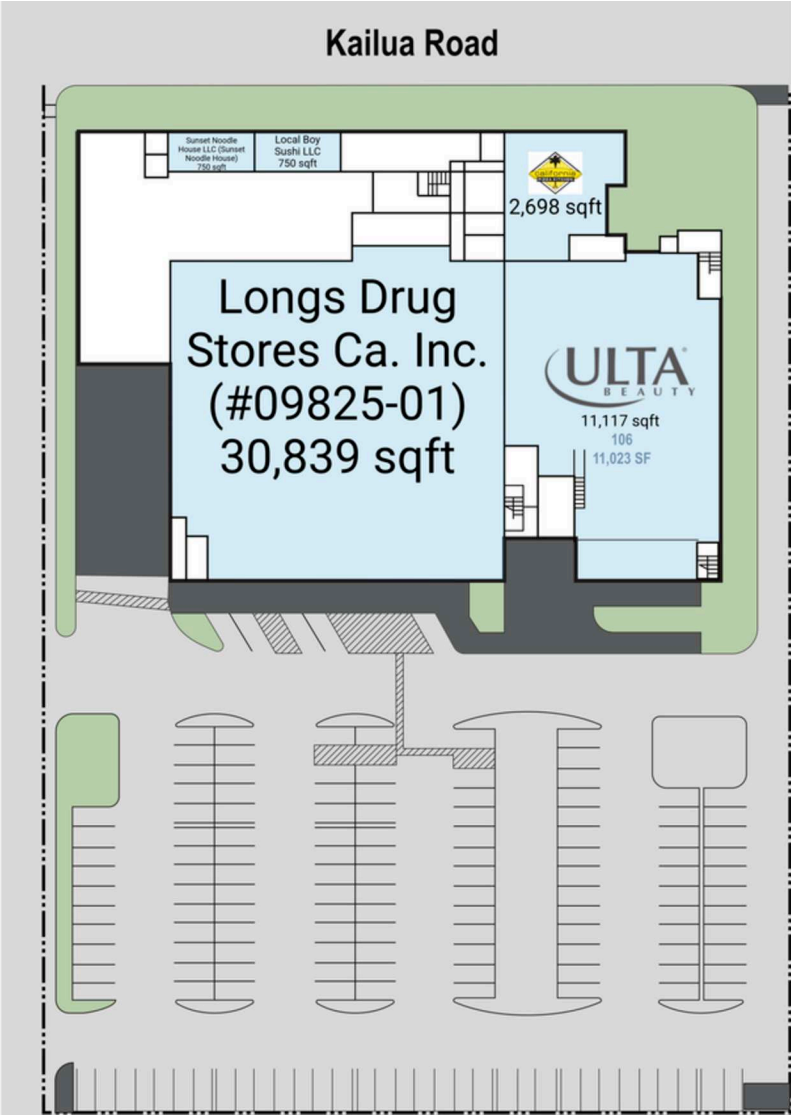 Kailua Road
Sunset Noodle
House LLC (Sunset
Noodle House)
750 sqft
Local Boy
Sushi LLC
750 sqft
california
2,698 sqft
Longs Drug
Stores Ca. Inc.
(#09825-01)
30,839 sqft
ULTA
BEAUTY
11,117 sqft
106
11,023 SF